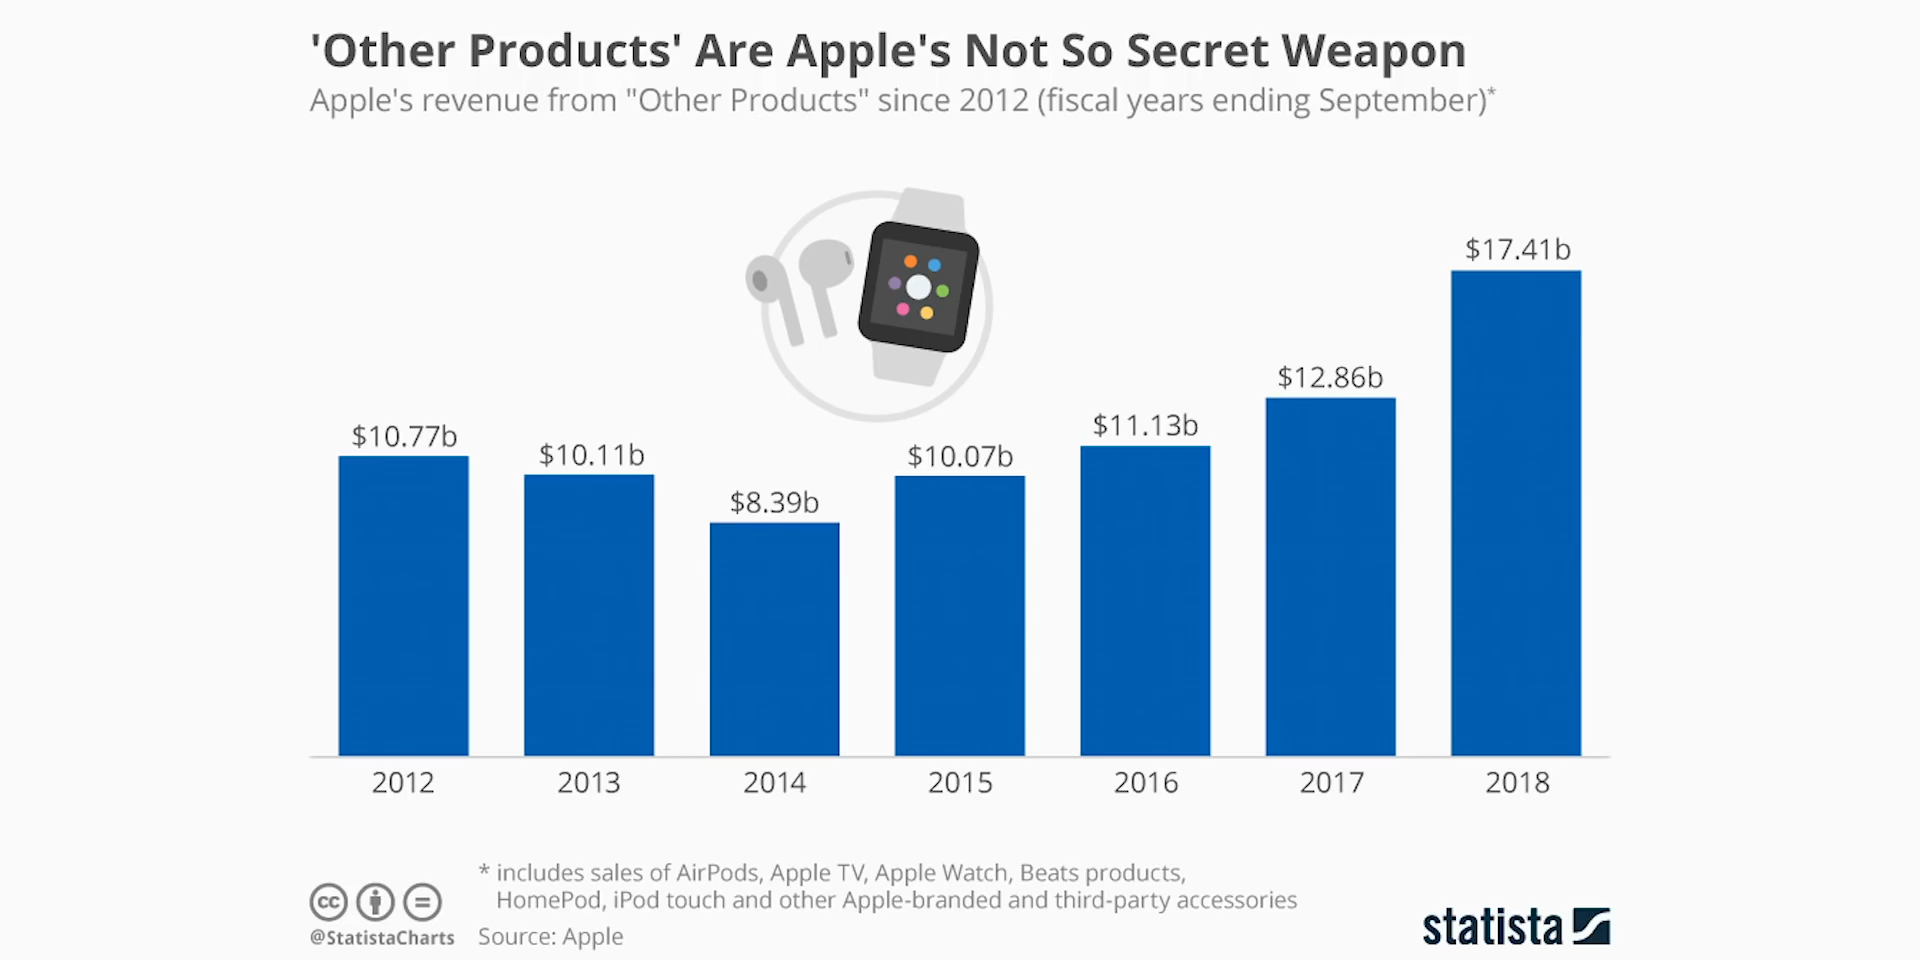 'Other Products' Are Apple's Not So Secret Weapon
Apple's revenue from "Other Products" since 2012 (fiscal years ending September)*
$10.77b
$10.11b
$8.39b
$10.07b
$11.13b
$12.86b
$17.41b
2012
2013
2014
2015
2016
2017
2018
* includes sales of AirPods, Apple TV, Apple Watch, Beats products,
HomePod, iPod touch and other Apple-branded and third-party accessories
cc
@StatistaCharts
Source: Apple
statista